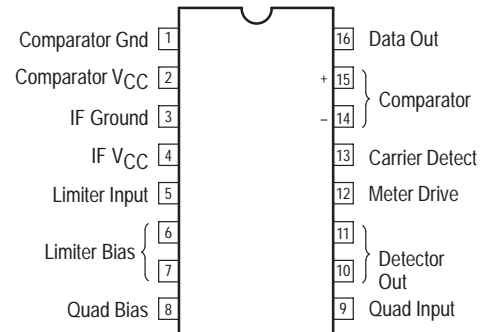 Comparator Gnd 1
16 Data Out
Comparator VCC 2
+ 15
Comparator
IF Ground 3
– 14
IF VCC 4
13 Carrier Detect
Limiter Input 5
12 Meter Drive
Limiter Bias
6
7
11
10
Detector
Out
Quad Bias 8
9 Quad Input